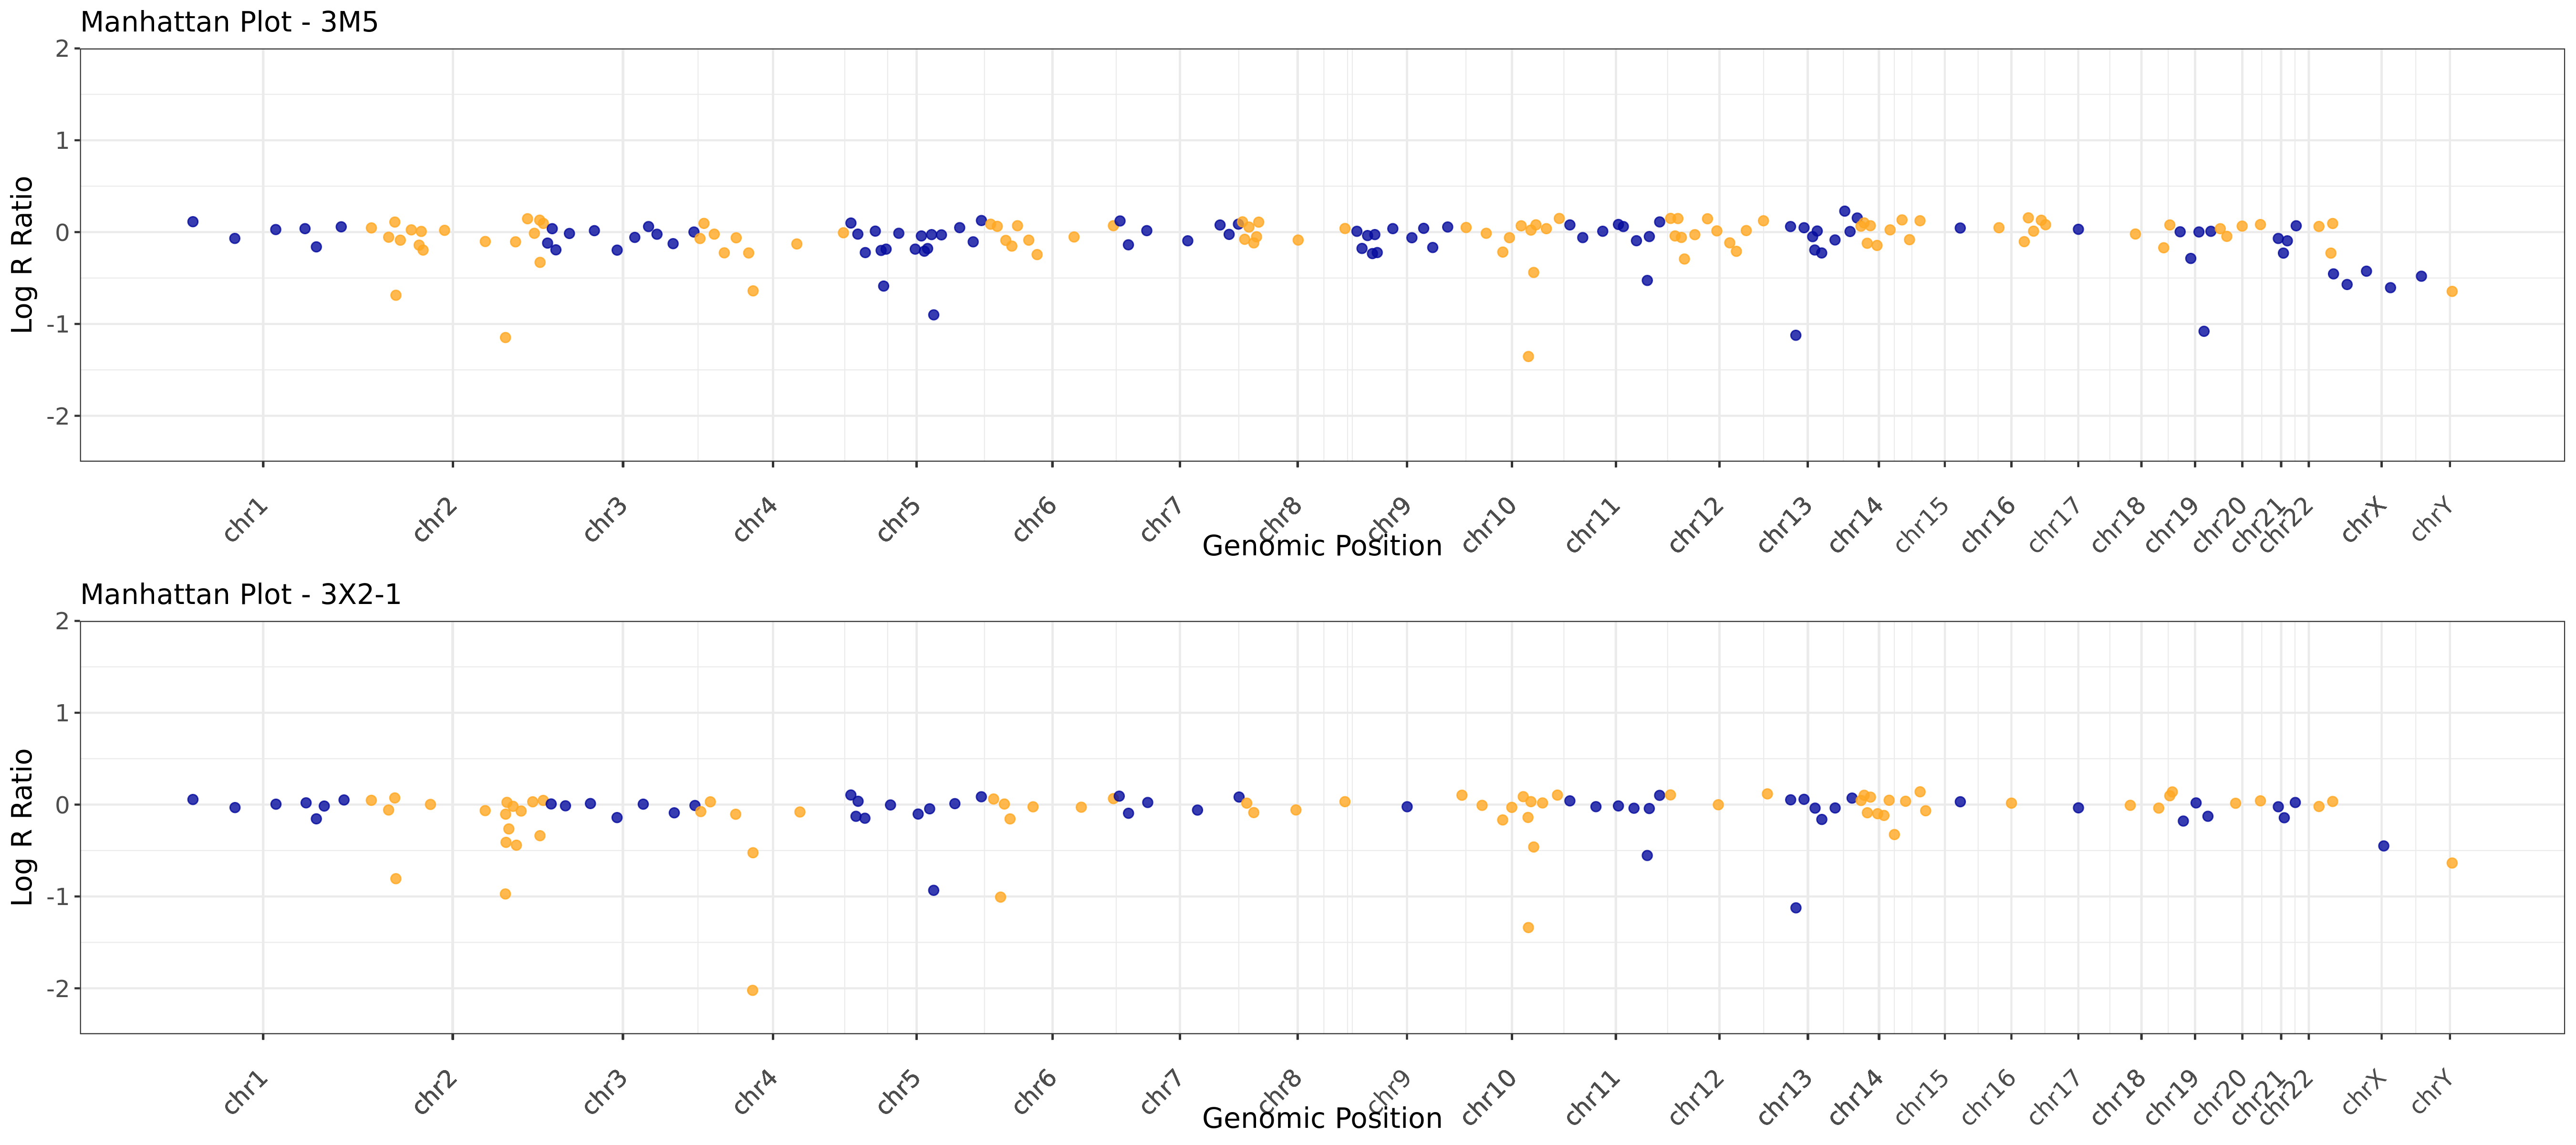 Manhattan Plot - 3M5
2
1
0
-1
-2
Log R Ratio
chr1 chr2 chr3 chr4 chr5 chr6 chr7 chr8 chr9 chr10 chr11 chr12 chr13 chr14 chr15 chr16 chr17 chr18 chr19 chr20 chr21 chr22 chrX chrY
Genomic Position
Manhattan Plot - 3X2-1
2
1
0
-1
-2
Log R Ratio
chr1 chr2 chr3 chr4 chr5 chr6 chr7 chr8 chr9 chr10 chr11 chr12 chr13 chr14 chr15 chr16 chr17 chr18 chr19 chr20 chr21 chr22 chrX chrY
Genomic Position